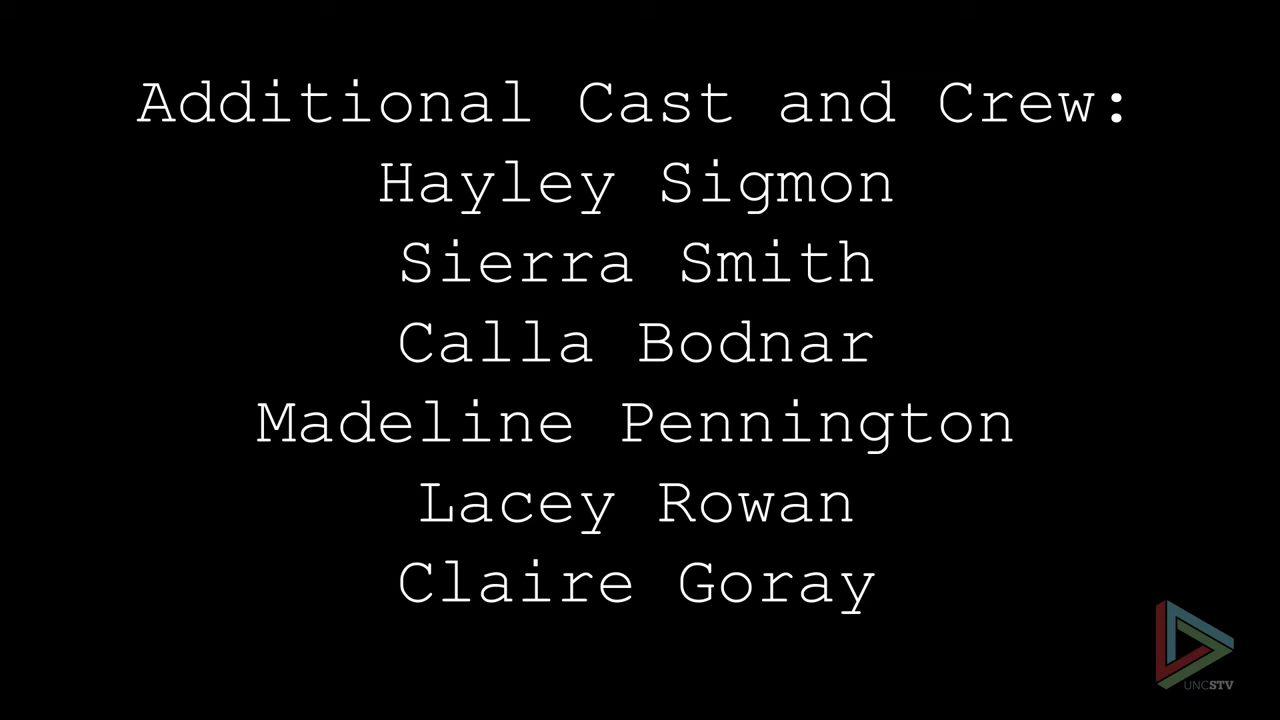 Additional Cast and Crew:
Hayley Sigmon
Sierra Smith
Calla Bodnar
Madeline Pennington
Lacey Rowan
Claire Goray
UNCSTV